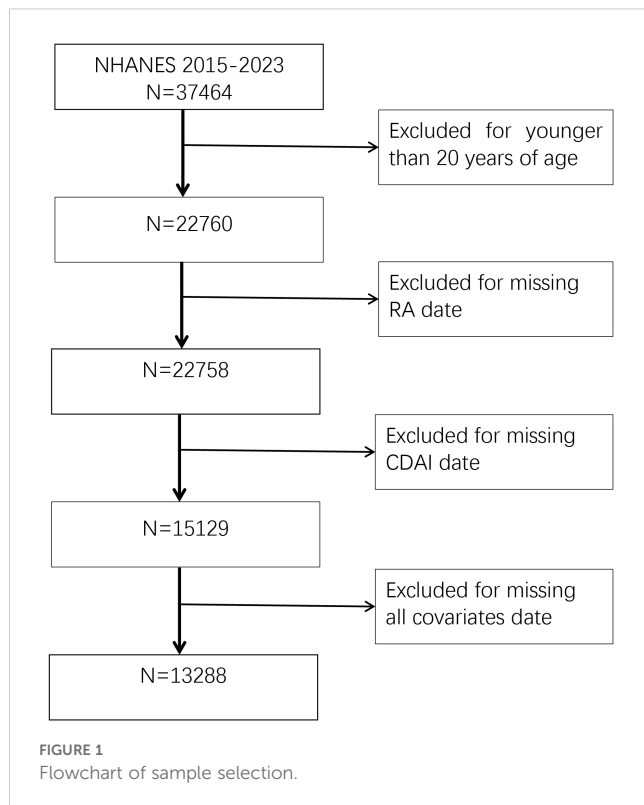 NHANES 2015-2023
N=37464
Excluded for younger
than 20 years of age
N=22760
Excluded for missing
RA date
N=22758
Excluded for missing
CDAI date
N=15129
Excluded for missing
all covariates date
N=13288
FIGURE 1
Flowchart of sample selection.